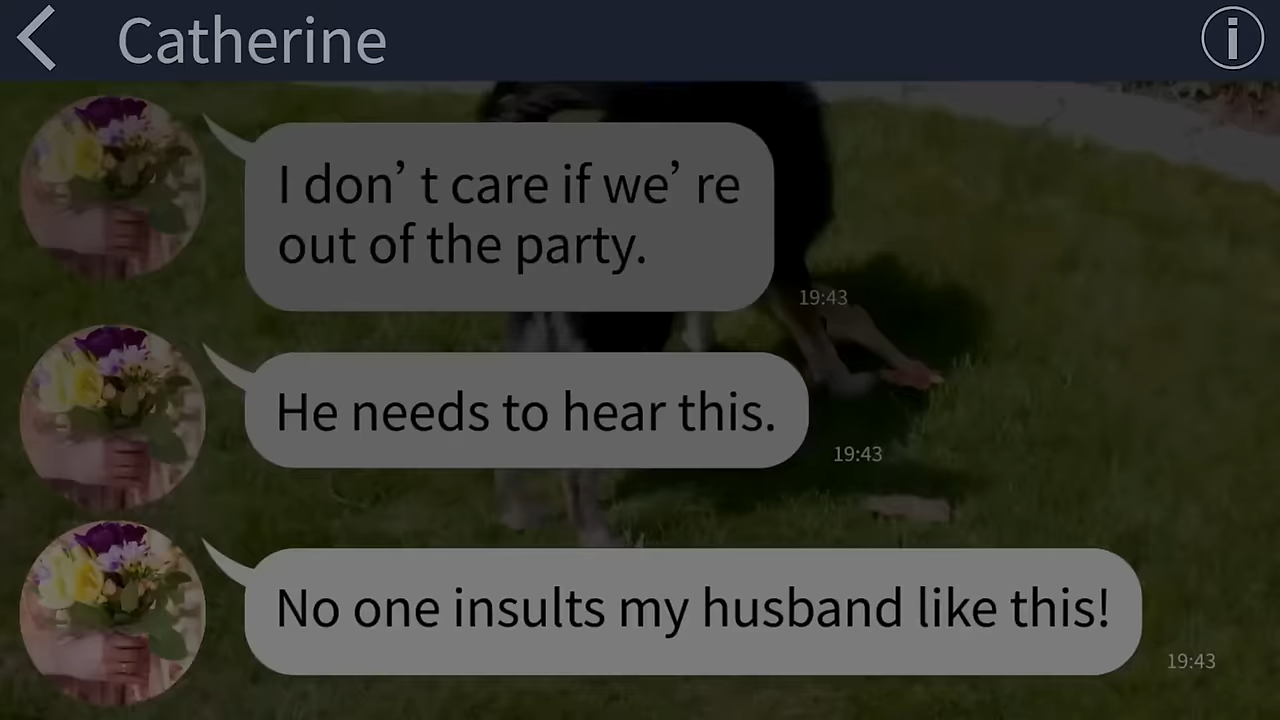 Catherine
I don’t care if we’re
out of the party.
19:43
He needs to hear this.
19:43
No one insults my husband like this!
19:43